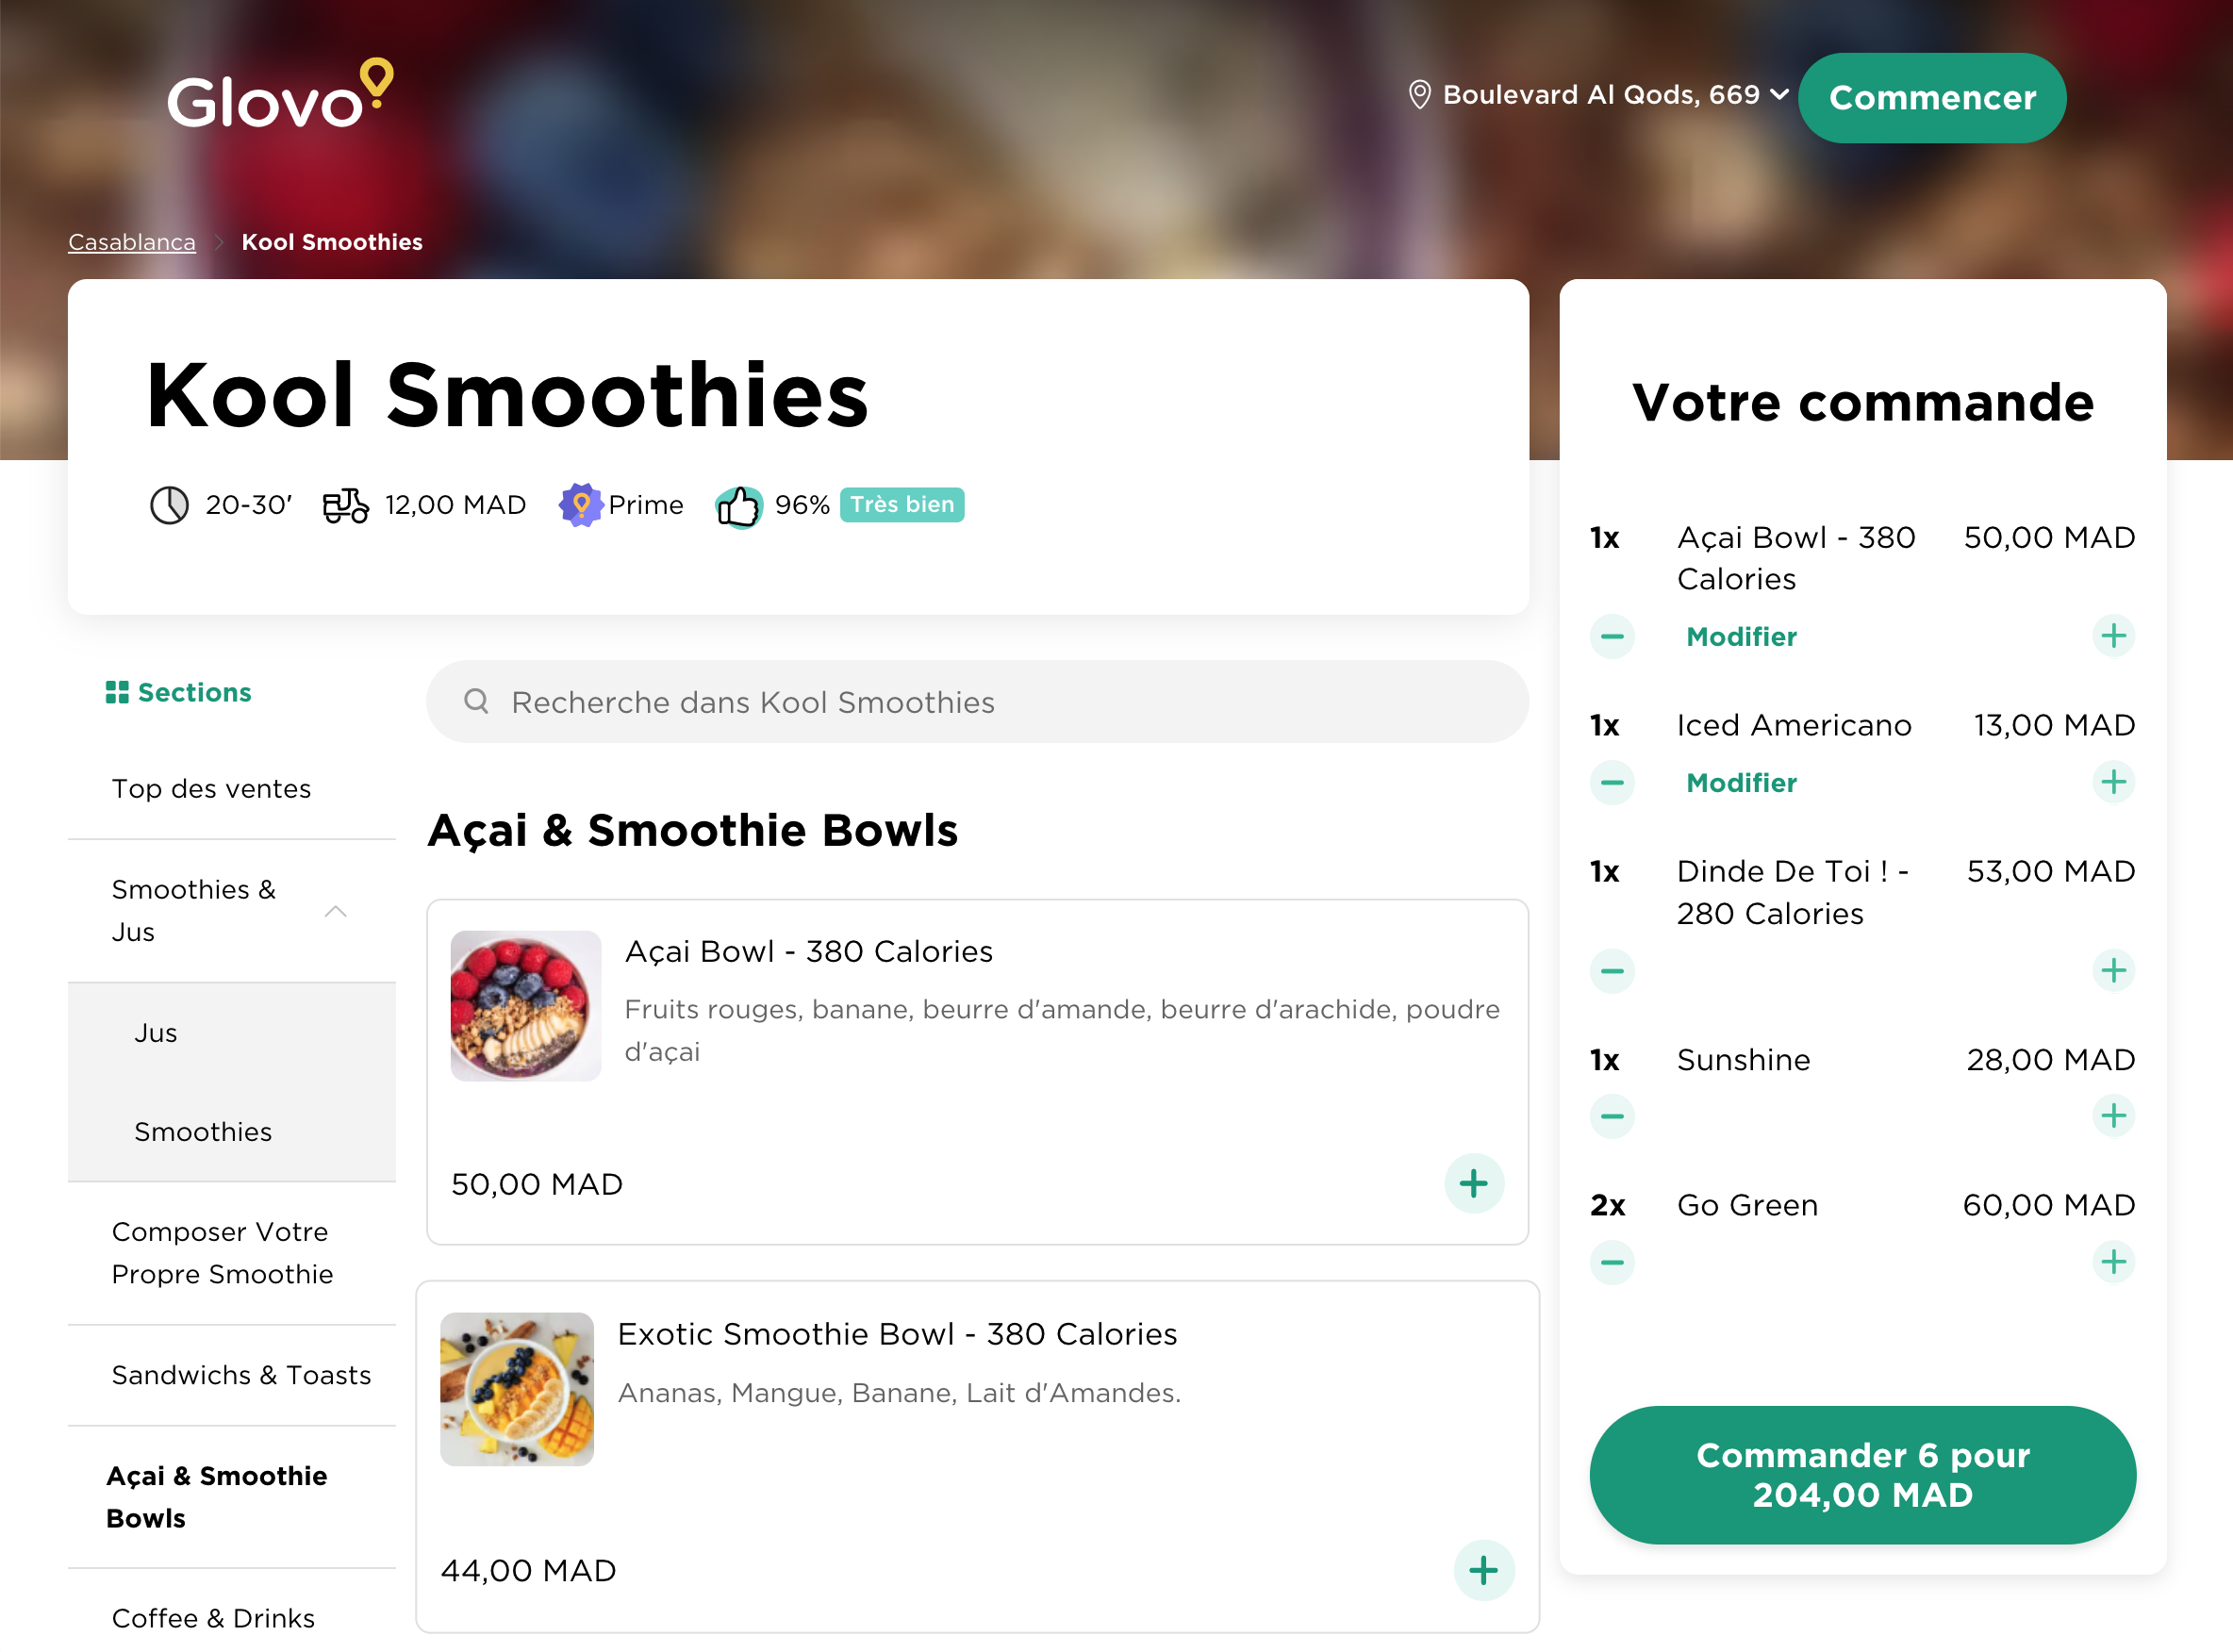 Glovo
Boulevard Al Qods, 669
Commencer
Casablanca
Kool Smoothies
Kool Smoothies
20-30'
12,00 MAD
Prime
96%
Très bien
Sections
Top des ventes
Smoothies &
Jus
Jus
Smoothies
Composer Votre
Propre Smoothie
Sandwichs & Toasts
Açai & Smoothie
Bowls
Coffee & Drinks
Recherche dans Kool Smoothies
Açai & Smoothie Bowls
Açai Bowl - 380 Calories
Fruits rouges, banane, beurre d'amande, beurre d'arachide, poudre
d'açai
50,00 MAD
Exotic Smoothie Bowl - 380 Calories
Ananas, Mangue, Banane, Lait d'Amandes.
44,00 MAD
Votre commande
1x Açai Bowl - 380 50,00 MAD
Calories
Modifier
1x Iced Americano 13,00 MAD
Modifier
1x Dinde De Toi ! - 53,00 MAD
280 Calories
1x Sunshine 28,00 MAD
2x Go Green 60,00 MAD
Commander 6 pour
204,00 MAD